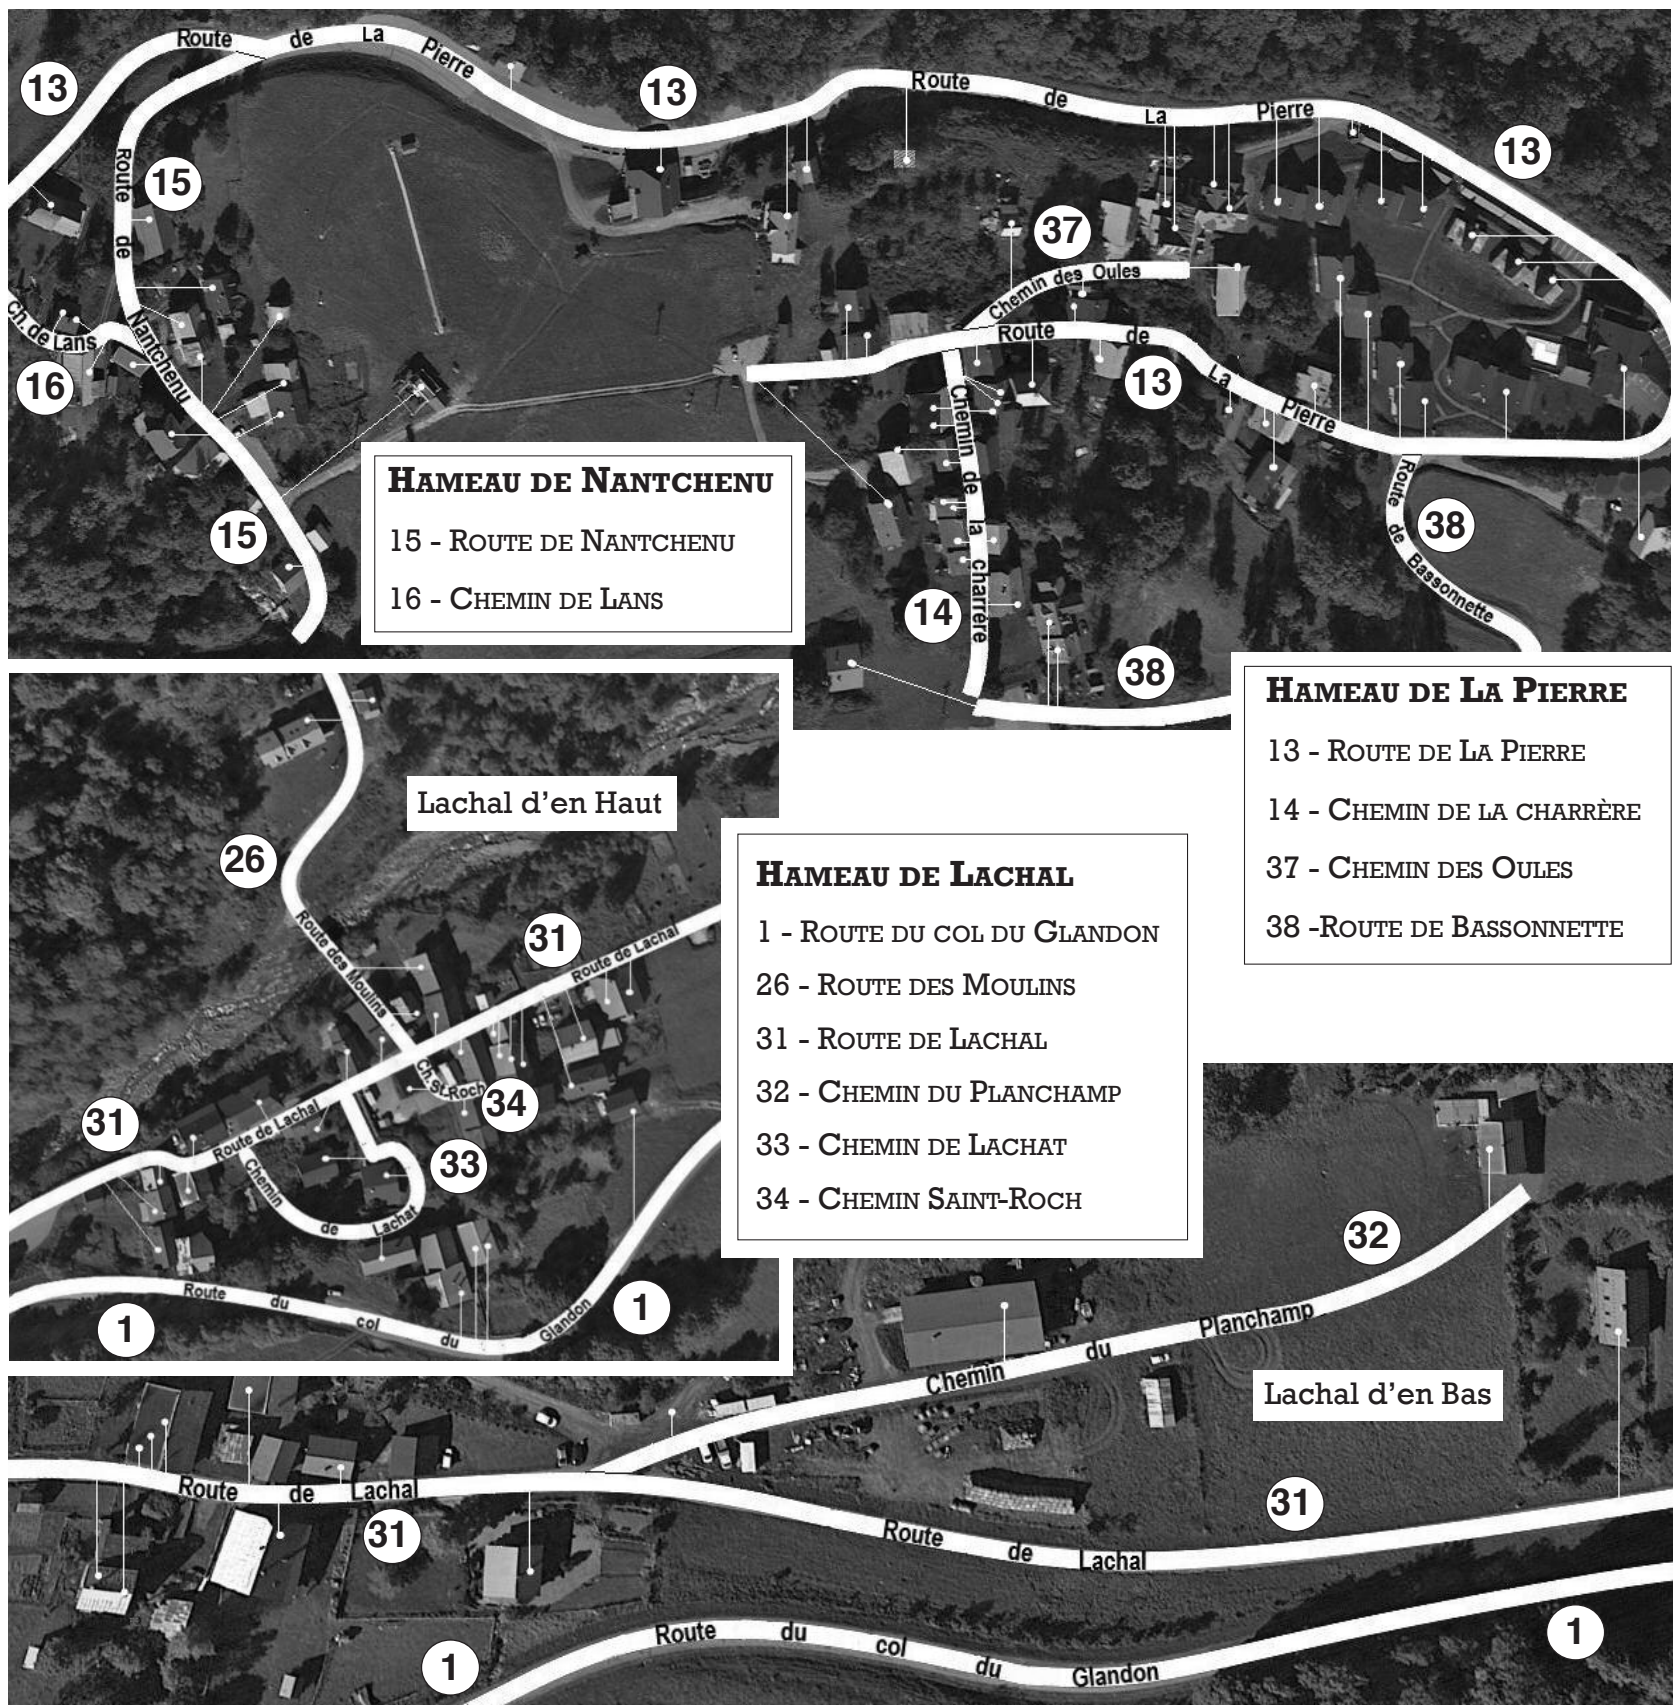 Route de La Pierre
13
13
Route de La Pierre
13
15
Route de Nantchenu
37
Chemin des Oules
Ch. de Lans
16
Route de La Pierre
13
Chemin de la charrère
Route de Bassonnette
38
15
14
38
HAMEAU DE NANTCHENU
15 - ROUTE DE NANTCHENU
16 - CHEMIN DE LANS
HAMEAU DE LA PIERRE
13 - ROUTE DE LA PIERRE
14 - CHEMIN DE LA CHARRÈRE
37 - CHEMIN DES OULES
38 -ROUTE DE BASSONNETTE
Lachal d'en Haut
26
Route des Moulins
31
Route de Lachal
Ch. St-Roch
34
31
Route de Lachal
33
Chemin de Lachat
Route du col du Glandon
1
1
HAMEAU DE LACHAL
1 - ROUTE DU COL DU GLANDON
26 - ROUTE DES MOULINS
31 - ROUTE DE LACHAL
32 - CHEMIN DU PLANCHAMP
33 - CHEMIN DE LACHAT
34 - CHEMIN SAINT-ROCH
32
Chemin du Planchamp
Lachal d'en Bas
Route de Lachal
31
31
Route de Lachal
1
Route du col du Glandon
1